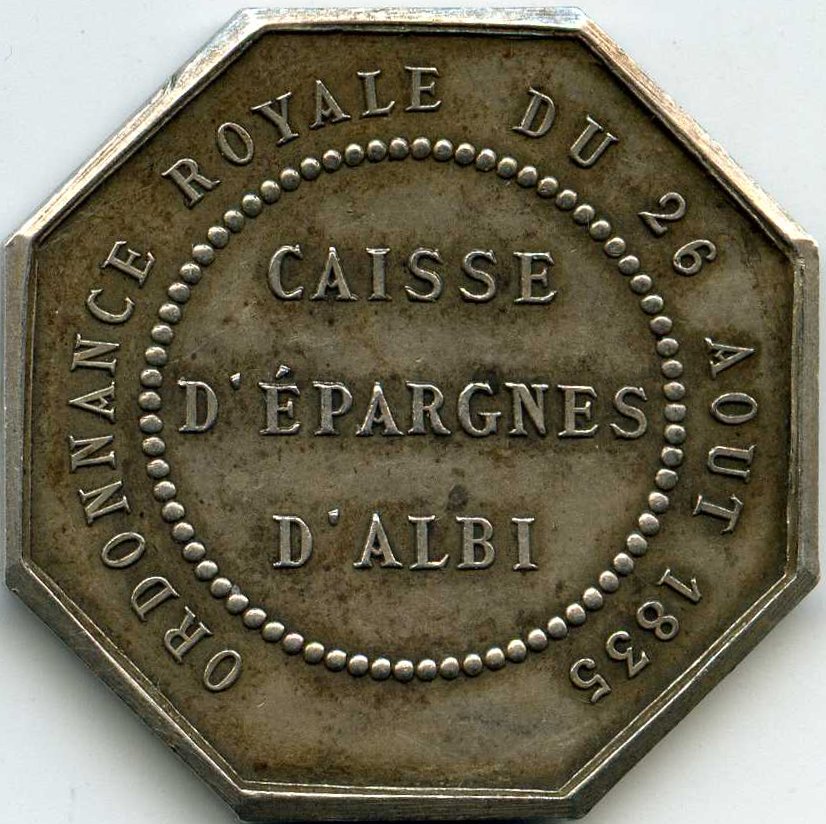 ORDONNANCE ROYALE DU 26 AOUT 1835
CAISSE
D'ÉPARGNES
D'ALBI